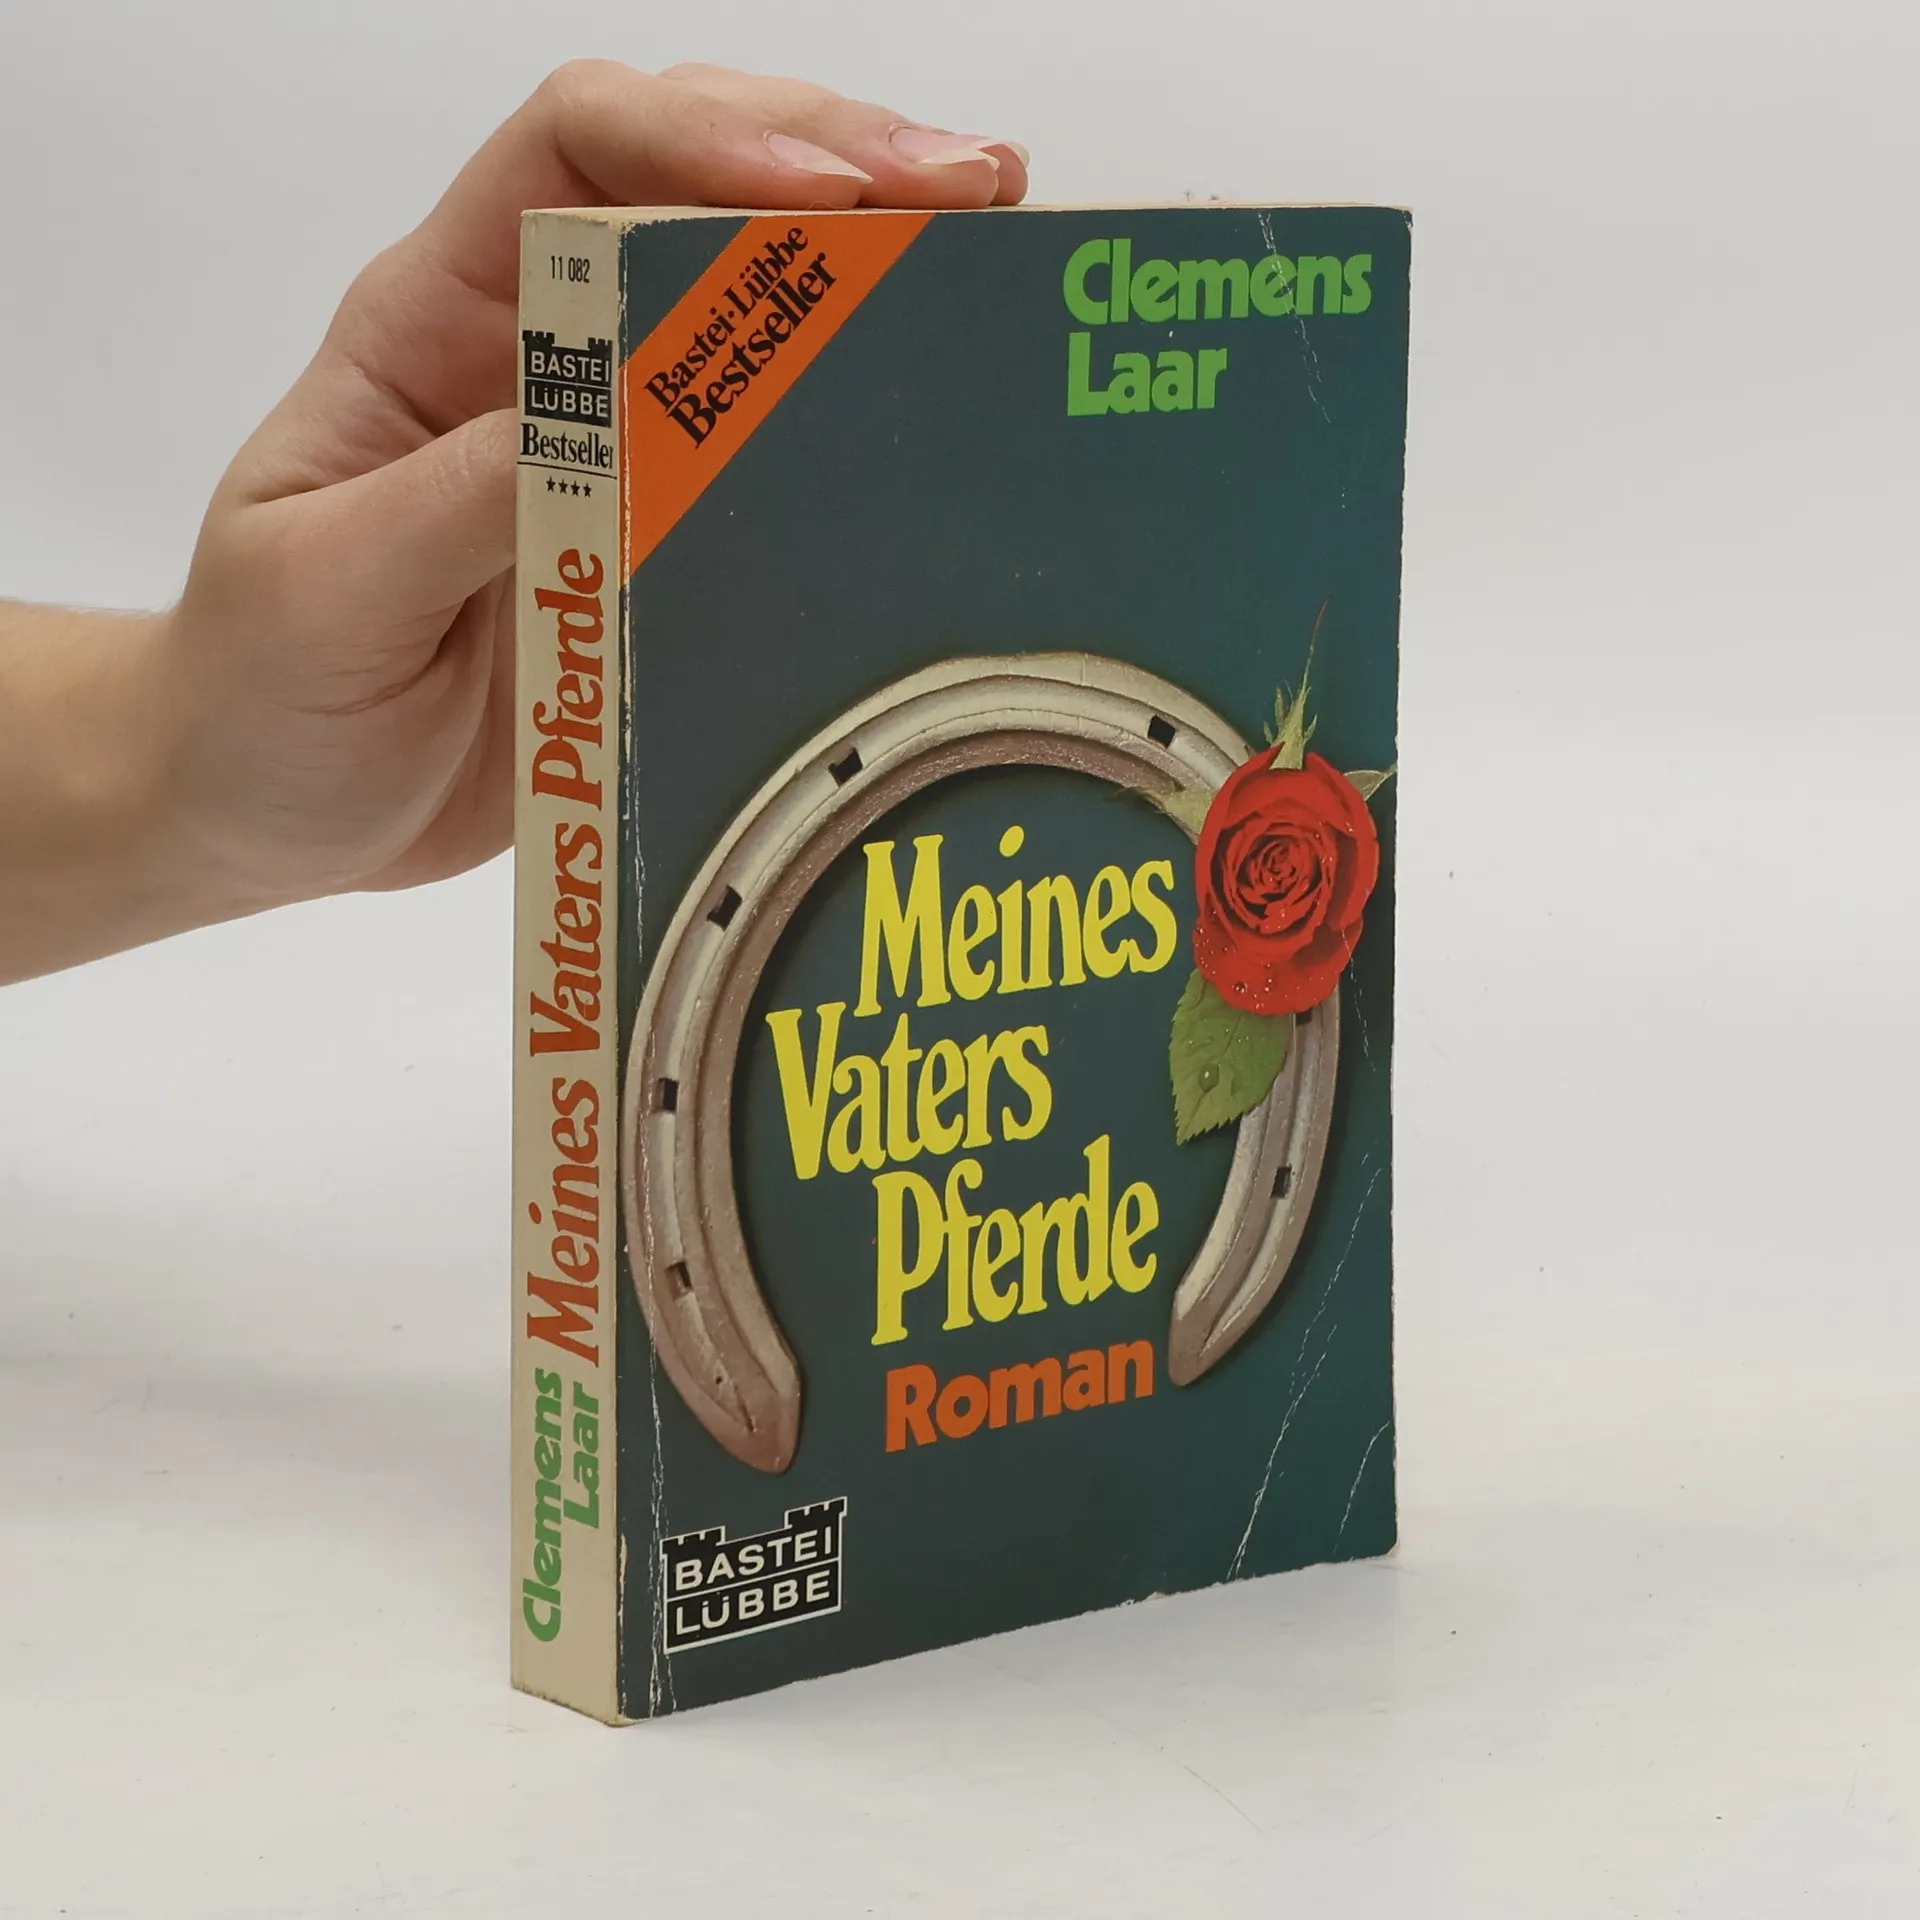 11 082
BASTEI
LÜBBE
Bestseller
Meines Vaters Pferde
Clemens
Laar
Bastei-Lübbe
Bestseller
Clemens
Laar
Meines
Vaters
Pferde
Roman
BASTEI
LÜBBE